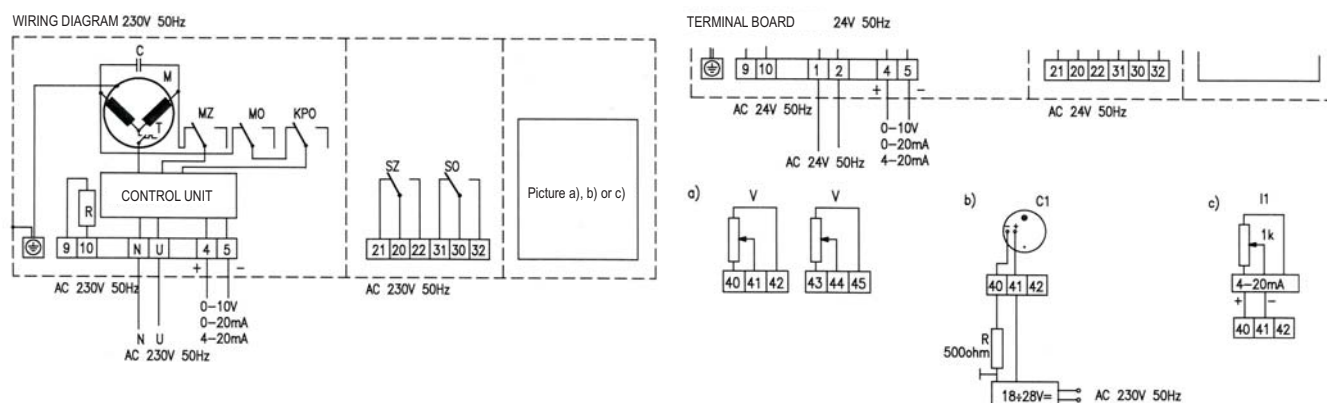 WIRING DIAGRAM 230V 50Hz
C
M
T
MZ
MO
KPO
CONTROL UNIT
R
9 10 N U 4 5
+ −
AC 230V 50Hz
0−10V
0−20mA
4−20mA
N U
AC 230V 50Hz
SZ
SO
21 20 22 31 30 32
AC 230V 50Hz
Picture a), b) or c)
TERMINAL BOARD 24V 50Hz
9 10 1 2 4 5
+ −
AC 24V 50Hz
0−10V
0−20mA
4−20mA
AC 24V 50Hz
21 20 22 31 30 32
AC 24V 50Hz
a)
V
V
40 41 42
43 44 45
b)
C1
− +
40 41 42
R
500ohm
18÷28V=
AC 230V 50Hz
c)
I1
1k
4−20mA
+ −
40 41 42